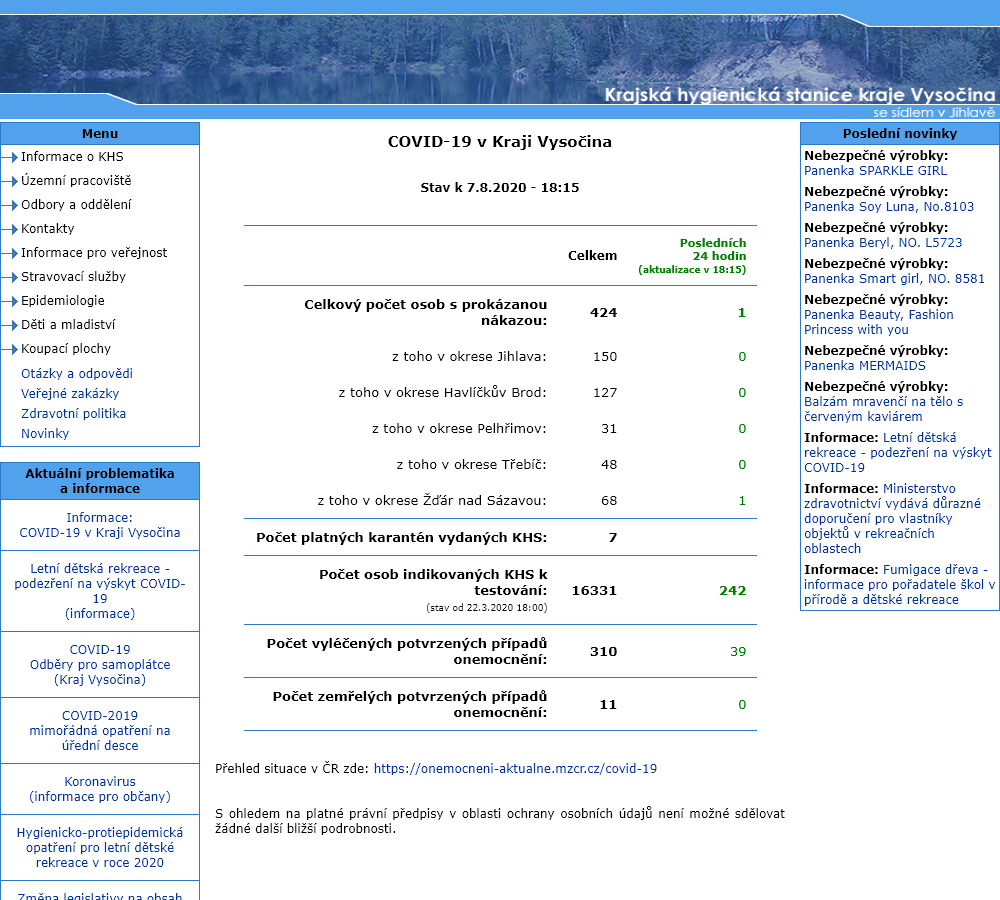 Krajská hygienická stanice kraje Vysočina
se sídlem v Jihlavě
Menu
Informace o KHS
Územní pracoviště
Odbory a oddělení
Kontakty
Informace pro veřejnost
Stravovací služby
Epidemiologie
Děti a mladiství
Koupací plochy
Otázky a odpovědi
Veřejné zakázky
Zdravotní politika
Novinky
Aktuální problematika
a informace
Informace:
COVID-19 v Kraji Vysočina
Letní dětská rekreace -
podezření na výskyt COVID-
19
(informace)
COVID-19
Odběry pro samoplátce
(Kraj Vysočina)
COVID-2019
mimořádná opatření na
úřední desce
Koronavirus
(informace pro občany)
Hygienicko-protiepidemická
opatření pro letní dětské
rekreace v roce 2020
Změna legislativy na obsah
COVID-19 v Kraji Vysočina
Stav k 7.8.2020 - 18:15
Celkem
Posledních
24 hodin
(aktualizace v 18:15)
Celkový počet osob s prokázanou
nákazou: 424 1
z toho v okrese Jihlava: 150 0
z toho v okrese Havlíčkův Brod: 127 0
z toho v okrese Pelhřimov: 31 0
z toho v okrese Třebíč: 48 0
z toho v okrese Žďár nad Sázavou: 68 1
Počet platných karantén vydaných KHS: 7
Počet osob indikovaných KHS k
testování: 16331 242
(stav od 22.3.2020 18:00)
Počet vyléčených potvrzených případů
onemocnění: 310 39
Počet zemřelých potvrzených případů
onemocnění: 11 0
Přehled situace v ČR zde: https://onemocneni-aktualne.mzcr.cz/covid-19
S ohledem na platné právní předpisy v oblasti ochrany osobních údajů není možné sdělovat
žádné další bližší podrobnosti.
Poslední novinky
Nebezpečné výrobky:
Panenka SPARKLE GIRL
Nebezpečné výrobky:
Panenka Soy Luna, No.8103
Nebezpečné výrobky:
Panenka Beryl, NO. L5723
Nebezpečné výrobky:
Panenka Smart girl, NO. 8581
Nebezpečné výrobky:
Panenka Beauty, Fashion
Princess with you
Nebezpečné výrobky:
Panenka MERMAIDS
Nebezpečné výrobky:
Balzám mravenčí na tělo s
červeným kaviárem
Informace: Letní dětská
rekreace - podezření na výskyt
COVID-19
Informace: Ministerstvo
zdravotnictví vydává důrazné
doporučení pro vlastníky
objektů v rekreačních
oblastech
Informace: Fumigace dřeva -
informace pro pořadatele škol v
přírodě a dětské rekreace